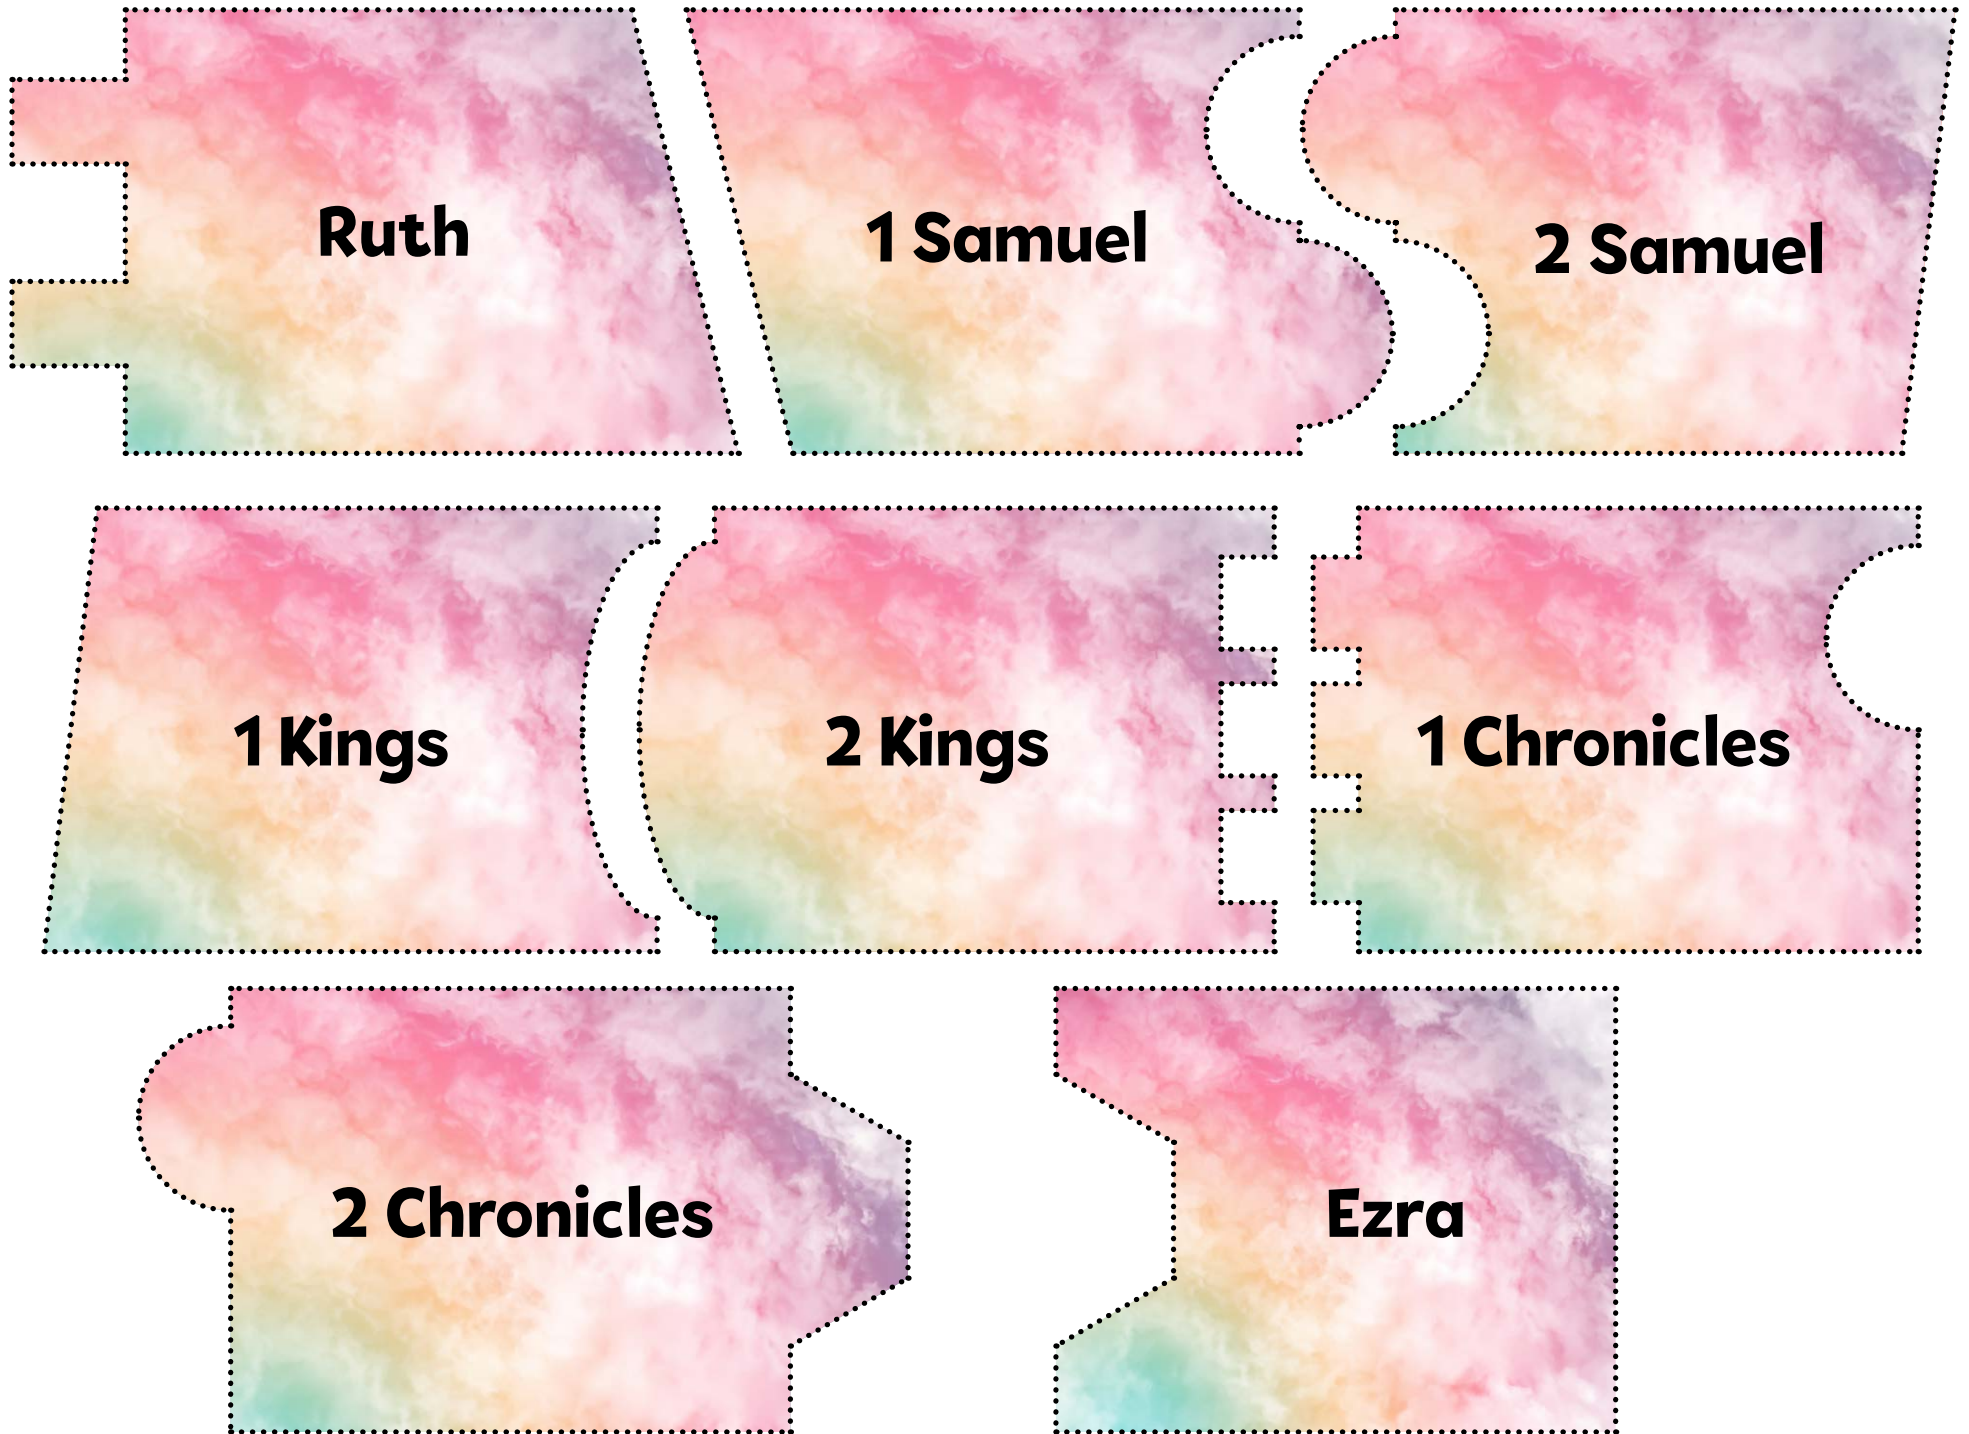 Ruth
1 Samuel
2 Samuel
1 Kings
2 Kings
1 Chronicles
2 Chronicles
Ezra